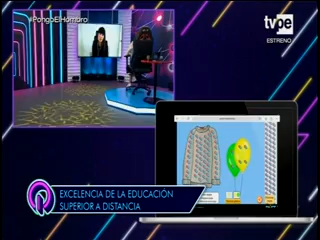 #PongoElHombro
tvpe
ESTRENO
EXCELENCIA DE LA EDUCACIÓN
SUPERIOR A DISTANCIA